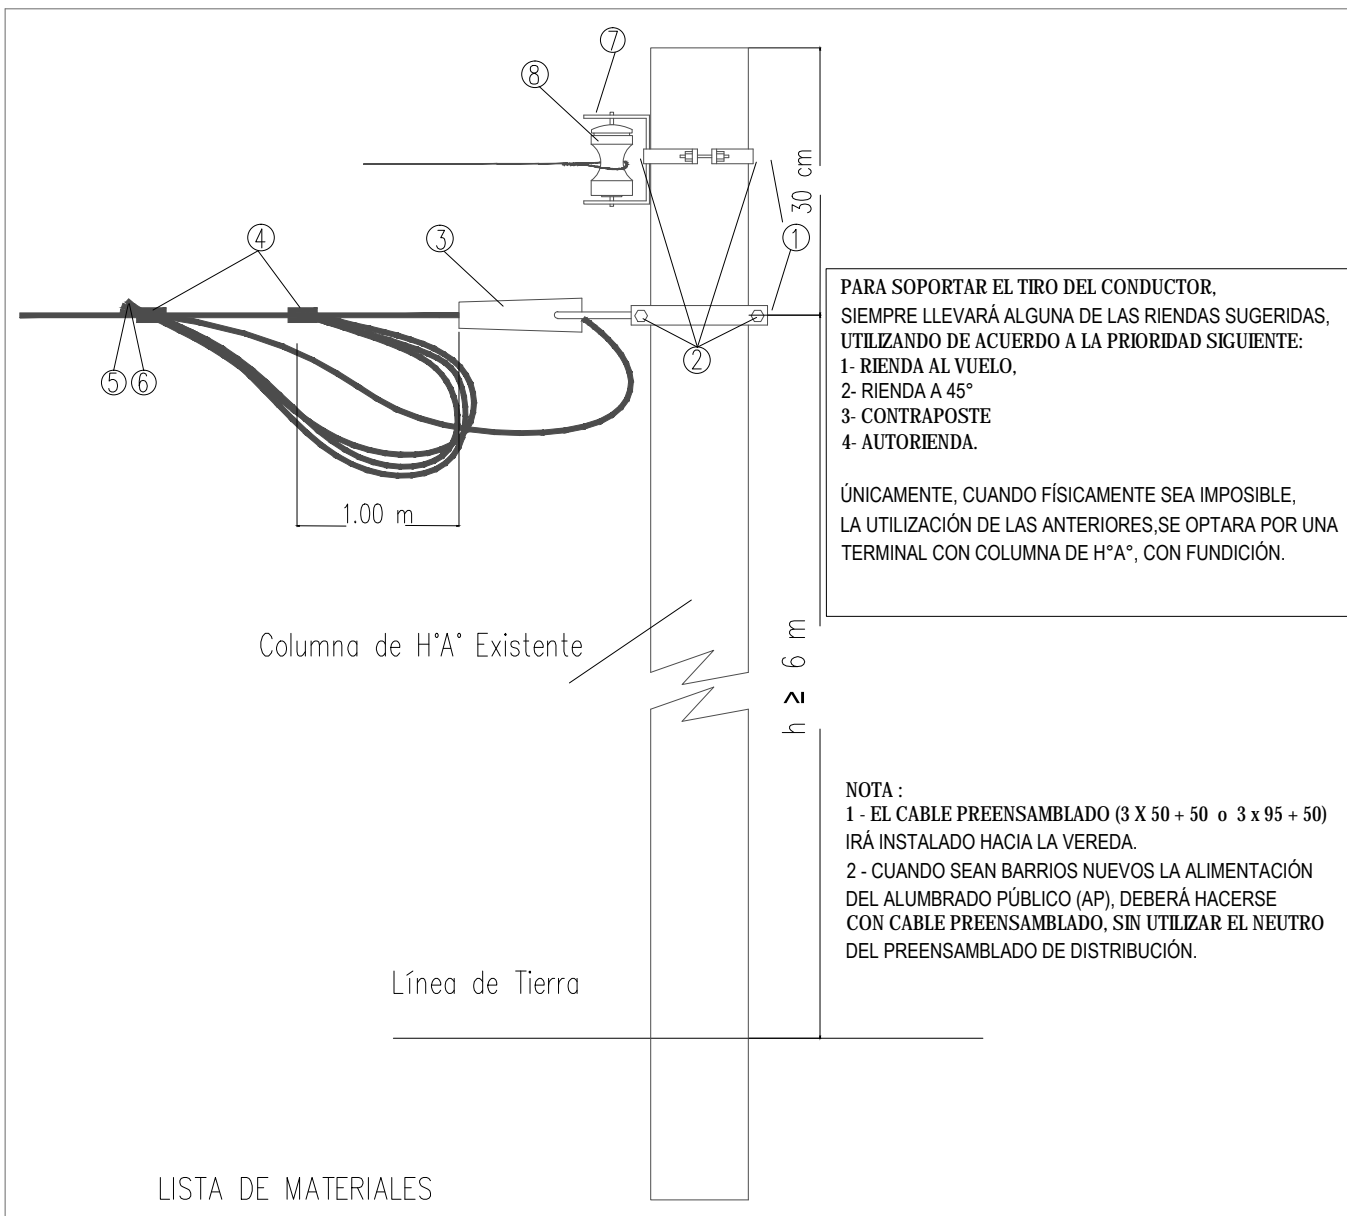 7
8
30 cm
4
3
1
PARA SOPORTAR EL TIRO DEL CONDUCTOR,
SIEMPRE LLEVARÁ ALGUNA DE LAS RIENDAS SUGERIDAS,
UTILIZANDO DE ACUERDO A LA PRIORIDAD SIGUIENTE:
1- RIENDA AL VUELO,
2- RIENDA A 45°
3- CONTRAPOSTE
4- AUTORIENDA.
ÚNICAMENTE, CUANDO FÍSICAMENTE SEA IMPOSIBLE,
LA UTILIZACIÓN DE LAS ANTERIORES,SE OPTARA POR UNA
TERMINAL CON COLUMNA DE H°A°, CON FUNDICIÓN.
2
5 6
1.00 m
Columna de H°A° Existente
h ≥ 6 m
NOTA :
1 - EL CABLE PREENSAMBLADO (3 X 50 + 50 o 3 x 95 + 50)
IRÁ INSTALADO HACIA LA VEREDA.
2 - CUANDO SEAN BARRIOS NUEVOS LA ALIMENTACIÓN
DEL ALUMBRADO PÚBLICO (AP), DEBERÁ HACERSE
CON CABLE PREENSAMBLADO, SIN UTILIZAR EL NEUTRO
DEL PREENSAMBLADO DE DISTRIBUCIÓN.
Línea de Tierra
LISTA DE MATERIALES